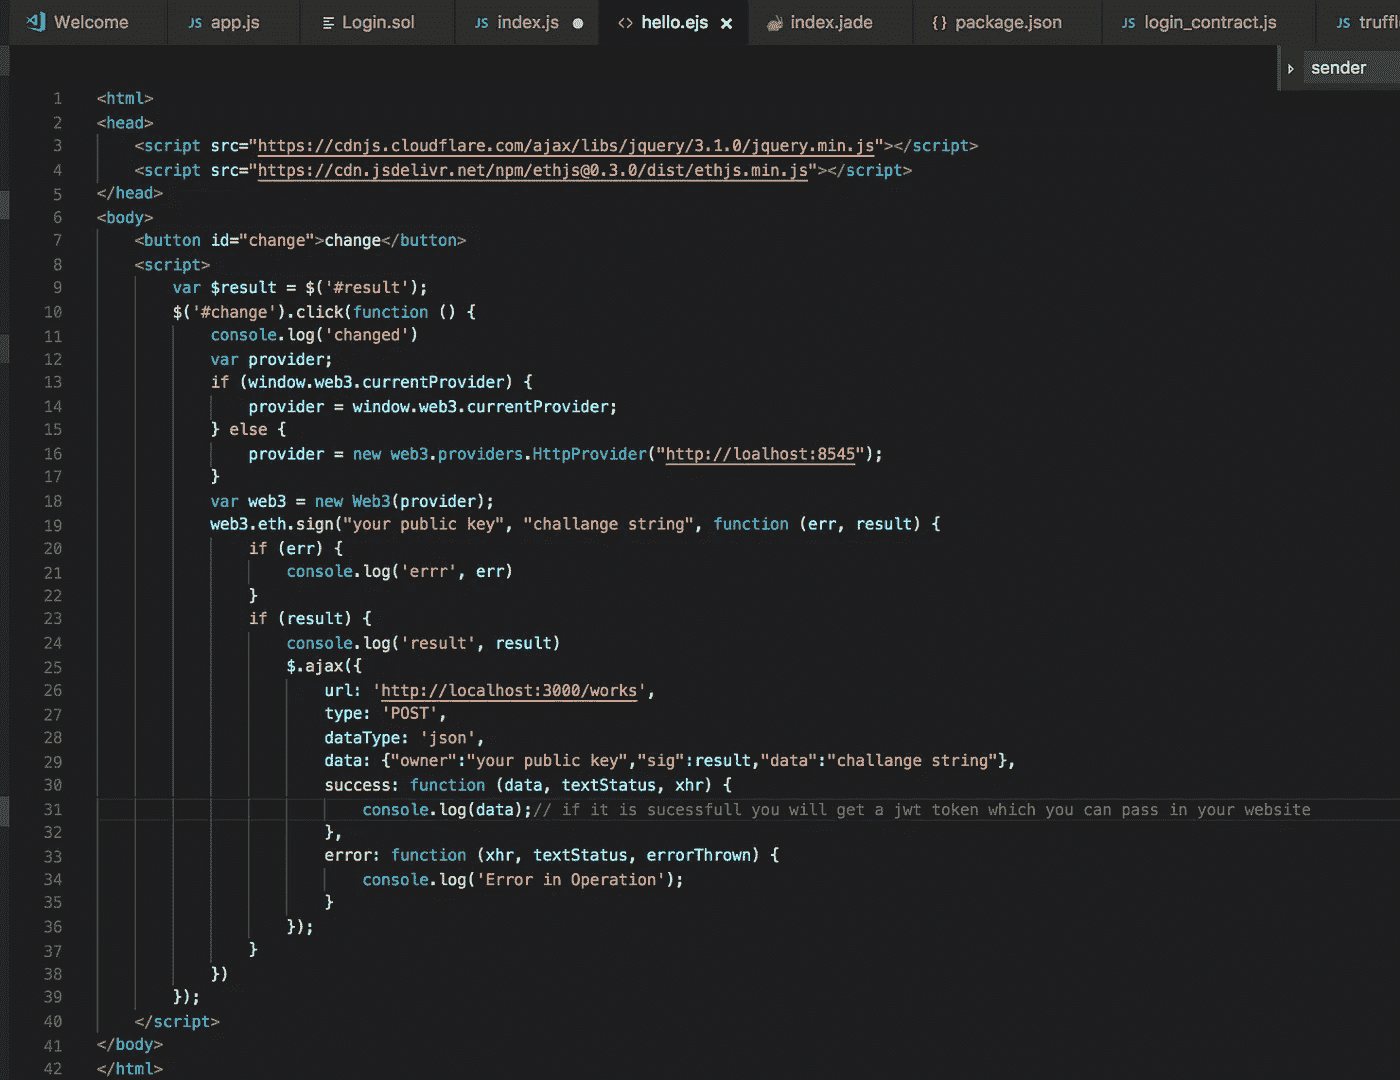 Welcome JS app.js Login.sol JS index.js hello.ejs index.jade {} package.json JS login_contract.js JS truffl
sender
1 <html>
2 <head>
3 <script src="https://cdnjs.cloudflare.com/ajax/libs/jquery/3.1.0/jquery.min.js"></script>
4 <script src="https://cdn.jsdelivr.net/npm/ethjs@0.3.0/dist/ethjs.min.js"></script>
5 </head>
6 <body>
7 <button id="change">change</button>
8 <script>
9 var $result = $('#result');
10 $('#change').click(function () {
11 console.log('changed')
12 var provider;
13 if (window.web3.currentProvider) {
14 provider = window.web3.currentProvider;
15 } else {
16 provider = new web3.providers.HttpProvider("http://loalhost:8545");
17 }
18 var web3 = new Web3(provider);
19 web3.eth.sign("your public key", "challange string", function (err, result) {
20 if (err) {
21 console.log('errr', err)
22 }
23 if (result) {
24 console.log('result', result)
25 $.ajax({
26 url: 'http://localhost:3000/works',
27 type: 'POST',
28 dataType: 'json',
29 data: {"owner":"your public key","sig":result,"data":"challange string"},
30 success: function (data, textStatus, xhr) {
31 console.log(data);// if it is sucessfull you will get a jwt token which you can pass in your website
32 },
33 error: function (xhr, textStatus, errorThrown) {
34 console.log('Error in Operation');
35 }
36 });
37 }
38 })
39 });
40 </script>
41 </body>
42 </html>